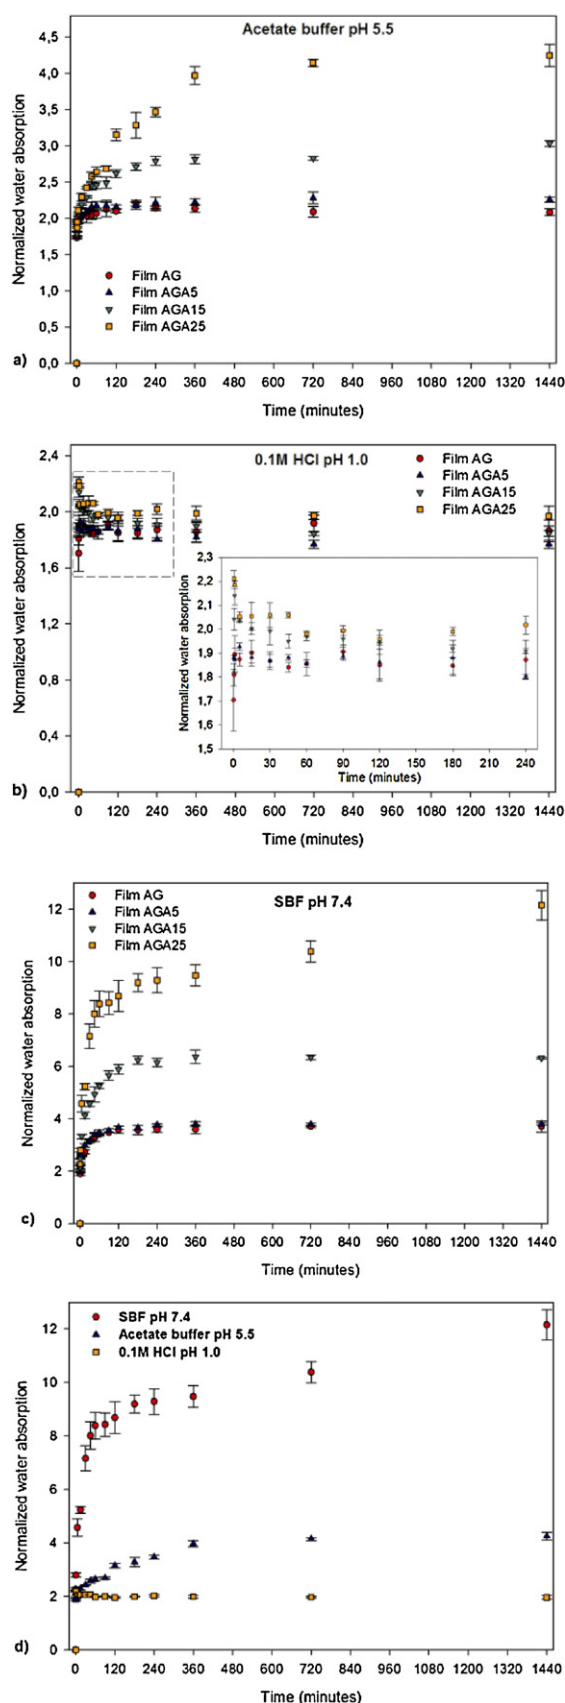 Acetate buffer pH 5.5
4,5
4,0
3,5
3,0
2,5
2,0
1,5
1,0
0,5
0,0
Normalized water absorption
Film AG
Film AGA5
Film AGA15
Film AGA25
a)
0 120 240 360 480 600 720 840 960 1080 1200 1320 1440
Time (minutes)
0.1M HCl pH 1.0
Film AG
Film AGA5
Film AGA15
Film AGA25
2,4
2,0
1,6
1,2
0,8
0,4
0,0
Normalized water absorption
2,3
2,2
2,1
2,0
1,9
1,8
1,7
1,6
1,5
Normalized water absorption
0 30 60 90 120 150 180 210 240
Time (minutes)
b)
0 120 240 360 480 600 720 840 960 1080 1200 1320 1440
Time (minutes)
Film AG
Film AGA5
Film AGA15
Film AGA25
SBF pH 7.4
12
10
8
6
4
2
0
Normalized water absorption
c)
0 120 240 360 480 600 720 840 960 1080 1200 1320 1440
Time (minutes)
SBF pH 7.4
Acetate buffer pH 5.5
0.1M HCl pH 1.0
12
10
8
6
4
2
0
Normalized water absorption
d)
0 120 240 360 480 600 720 840 960 1080 1200 1320 1440
Time (minutes)